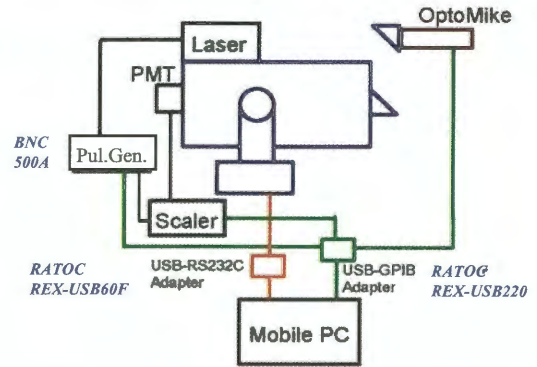 OptoMike
Laser
PMT
BNC
500A
Pul.Gen.
Scaler
RATOC
REX-USB60F
USB-RS232C
Adapter
USB-GPIB
Adapter
RATOC
REX-USB220
Mobile PC